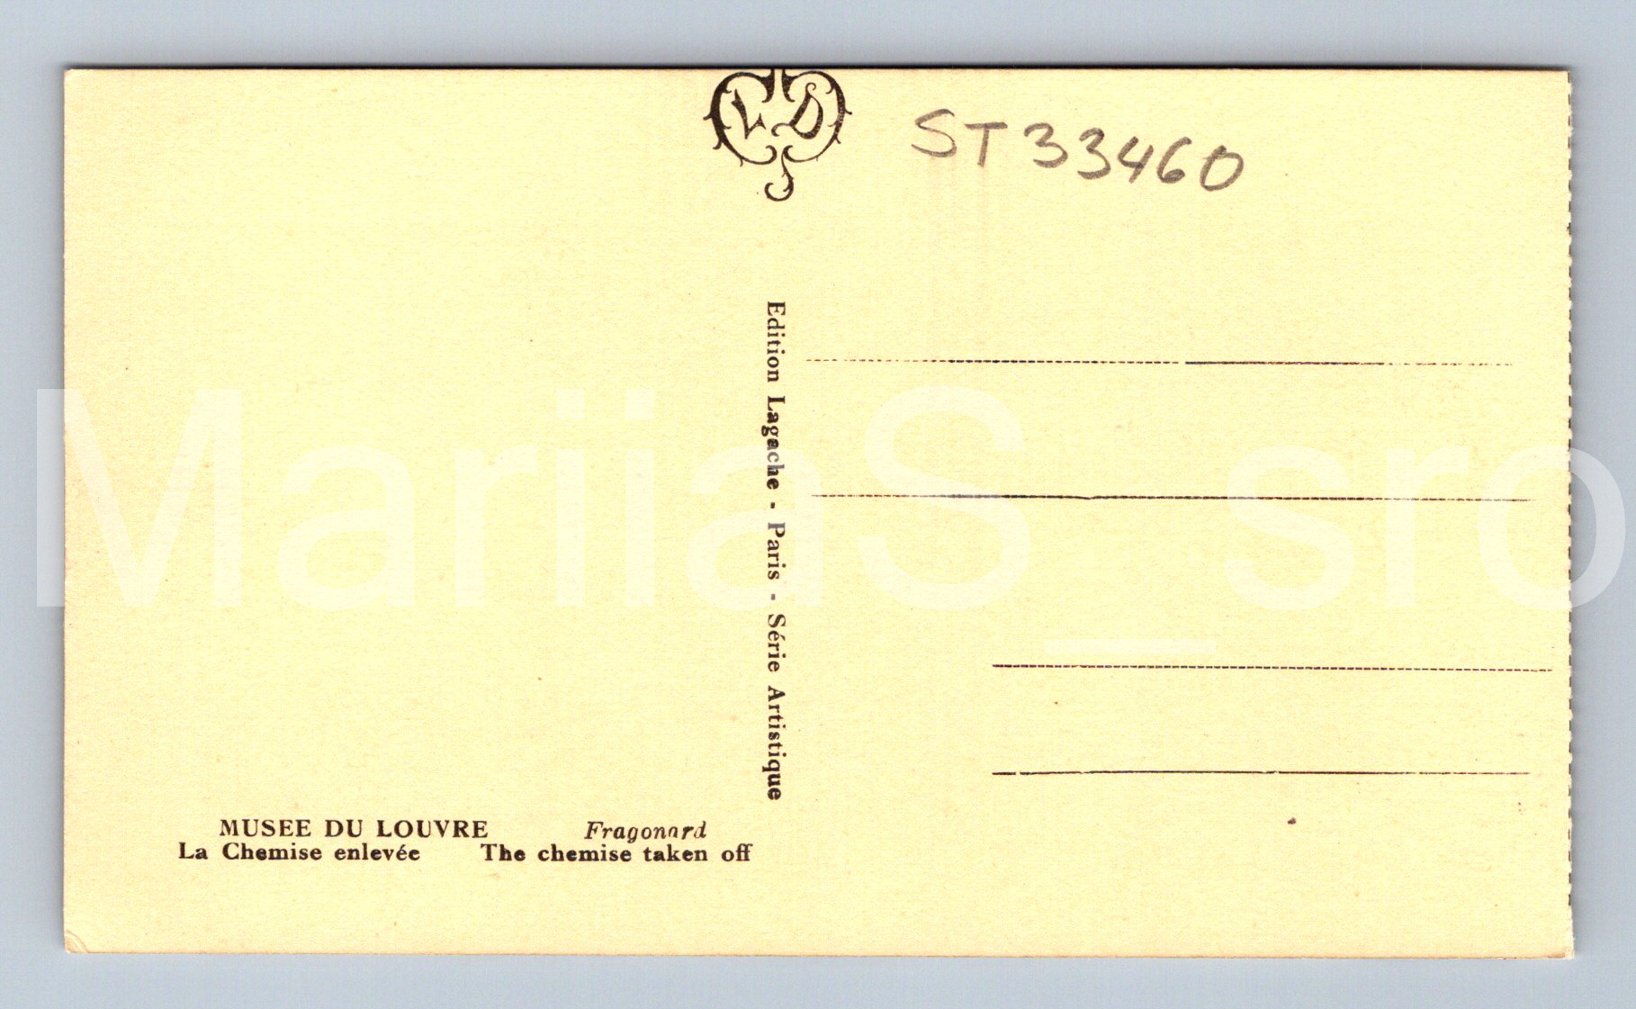 LD
ST33460
Edition Lagache - Paris - Série Artistique
MUSEE DU LOUVRE Fragonard
La Chemise enlevée The chemise taken off
MariiaS_sro